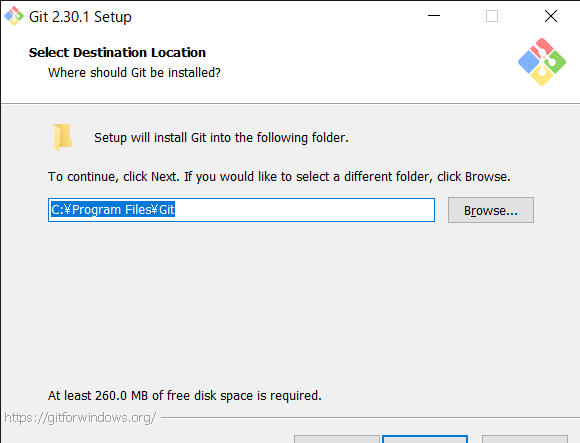 Git 2.30.1 Setup
Select Destination Location
Where should Git be installed?
Setup will install Git into the following folder.
To continue, click Next. If you would like to select a different folder, click Browse.
C:¥Program Files¥Git
Browse...
At least 260.0 MB of free disk space is required.
https://gitforwindows.org/